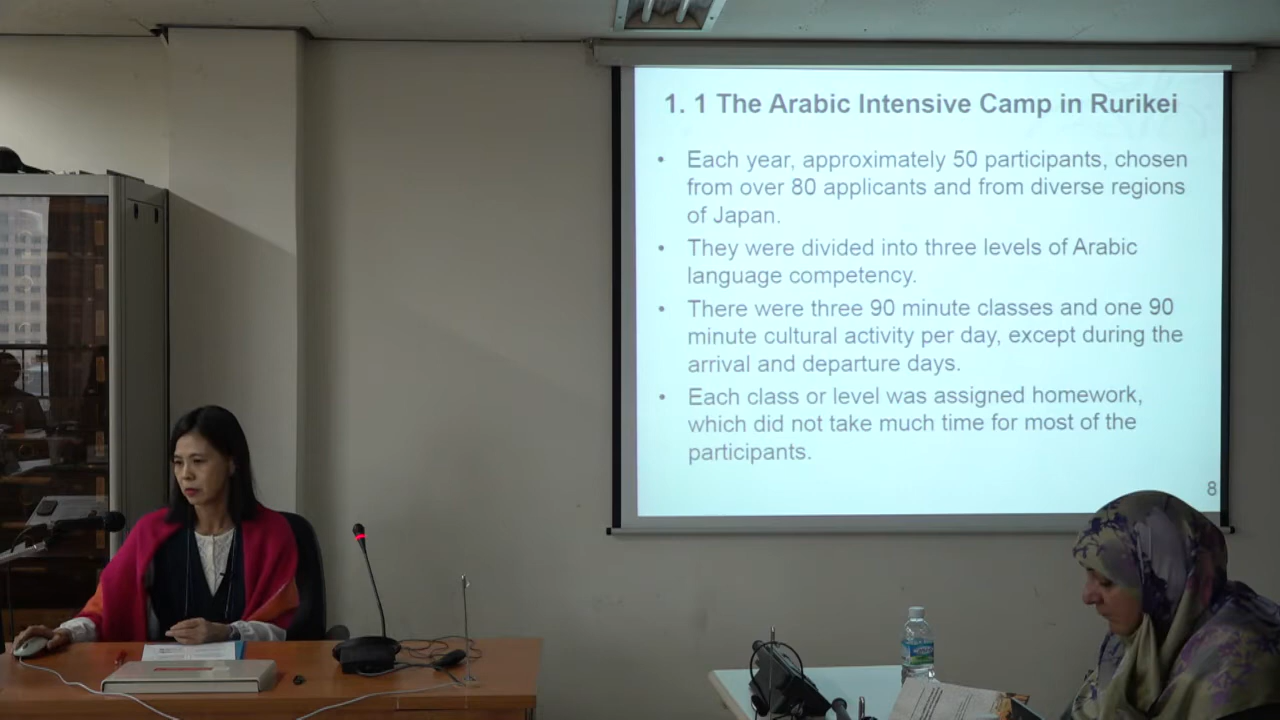 1. 1 The Arabic Intensive Camp in Rurikei
• Each year, approximately 50 participants, chosen
from over 80 applicants and from diverse regions
of Japan.
• They were divided into three levels of Arabic
language competency.
• There were three 90 minute classes and one 90
minute cultural activity per day, except during the
arrival and departure days.
• Each class or level was assigned homework,
which did not take much time for most of the
participants.
8